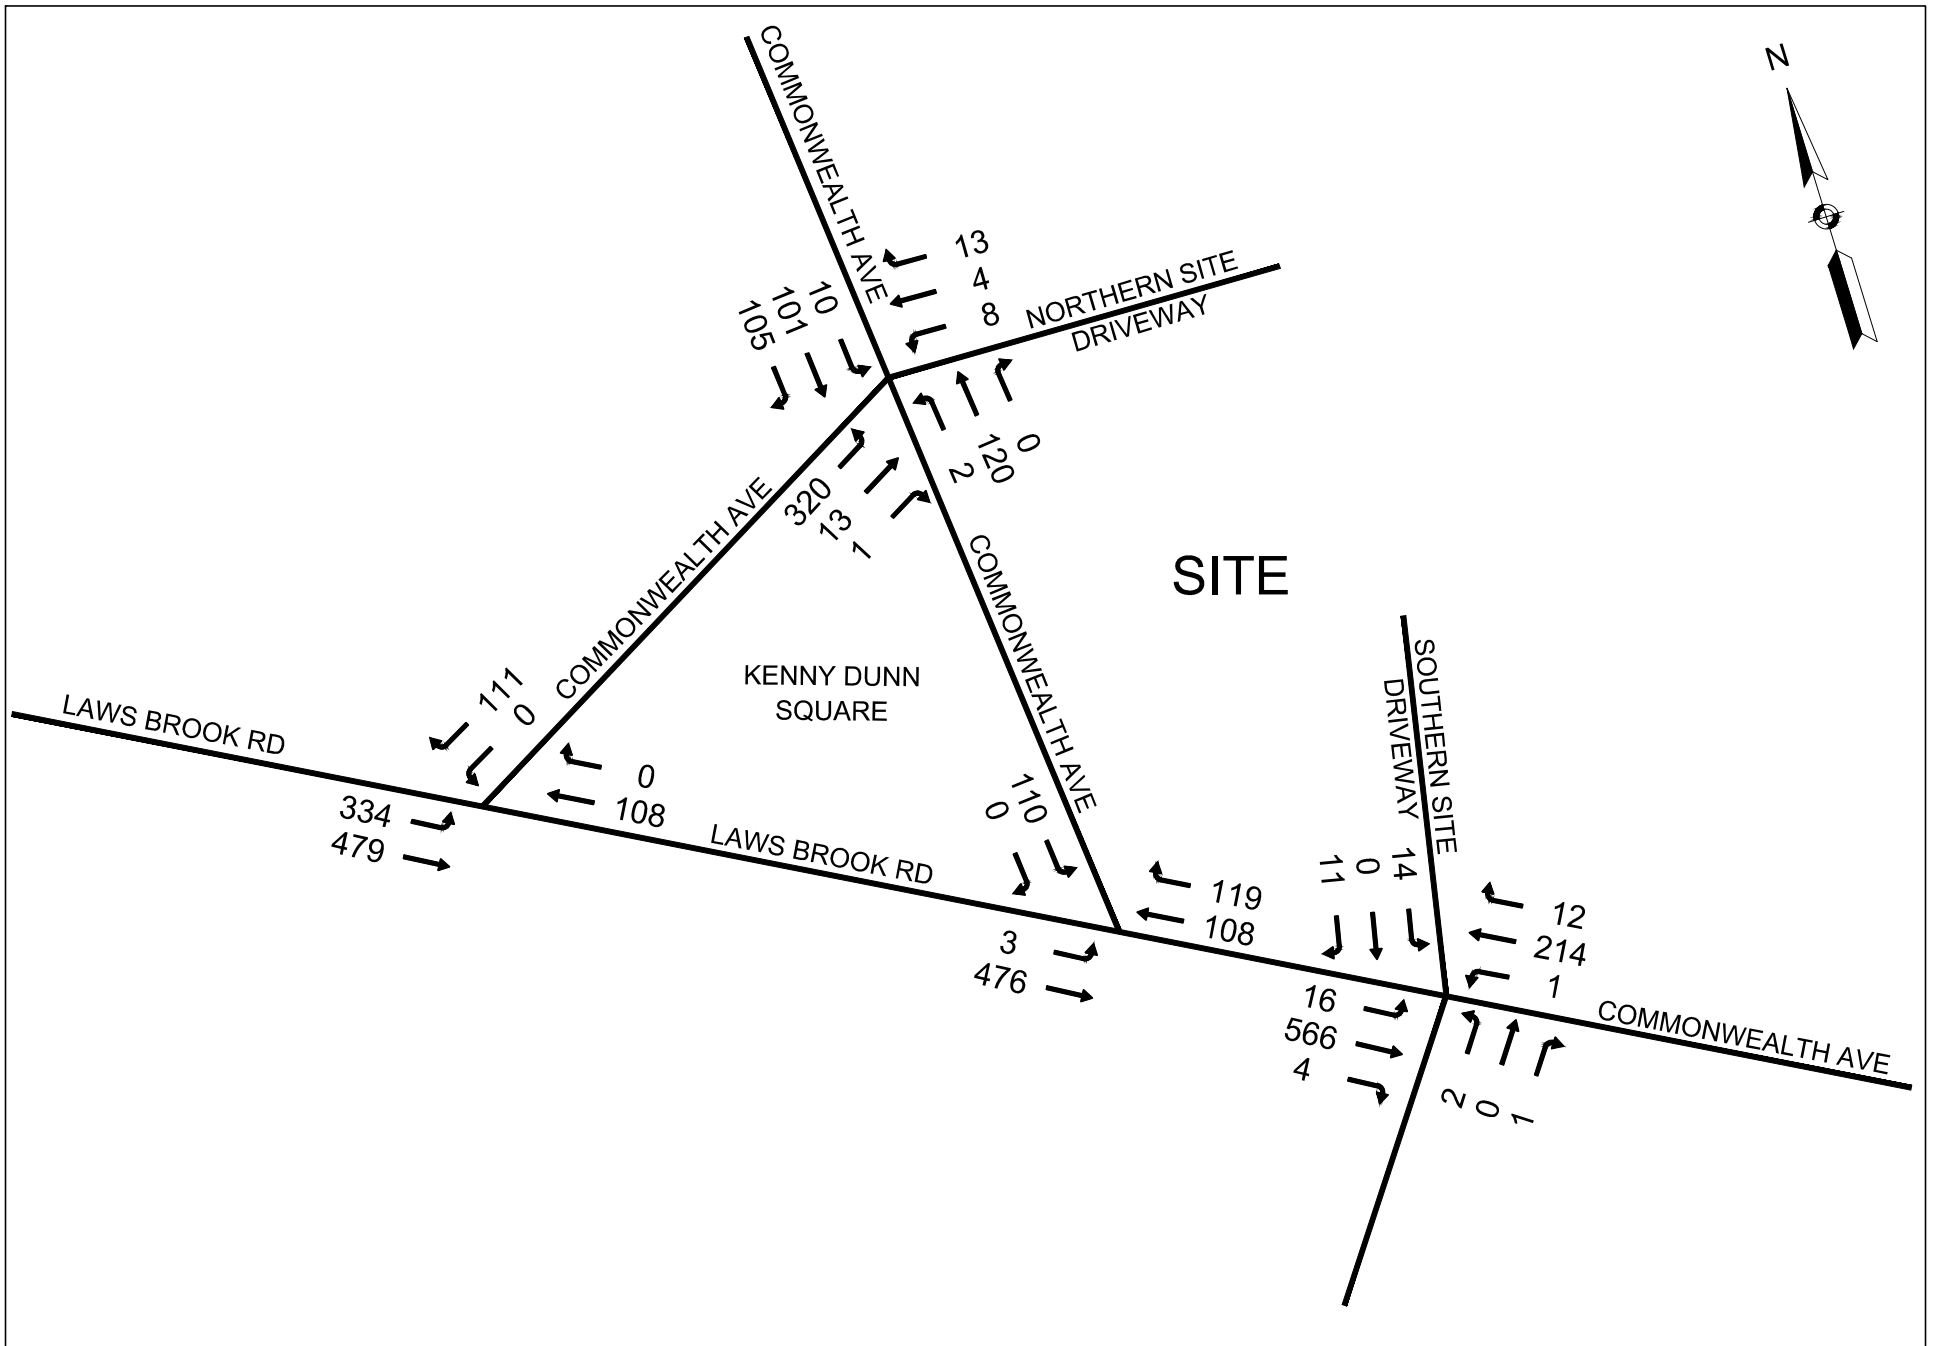 N
COMMONWEALTH AVE
13
4
8
NORTHERN SITE
DRIVEWAY
105
101
10
2
120
0
320
13
1
COMMONWEALTH AVE
COMMONWEALTH AVE
SITE
KENNY DUNN
SQUARE
SOUTHERN SITE
DRIVEWAY
LAWS BROOK RD
111
0
0
108
334
479
LAWS BROOK RD
0
110
119
108
3
476
11
0
14
12
214
1
16
566
4
2
0
1
COMMONWEALTH AVE